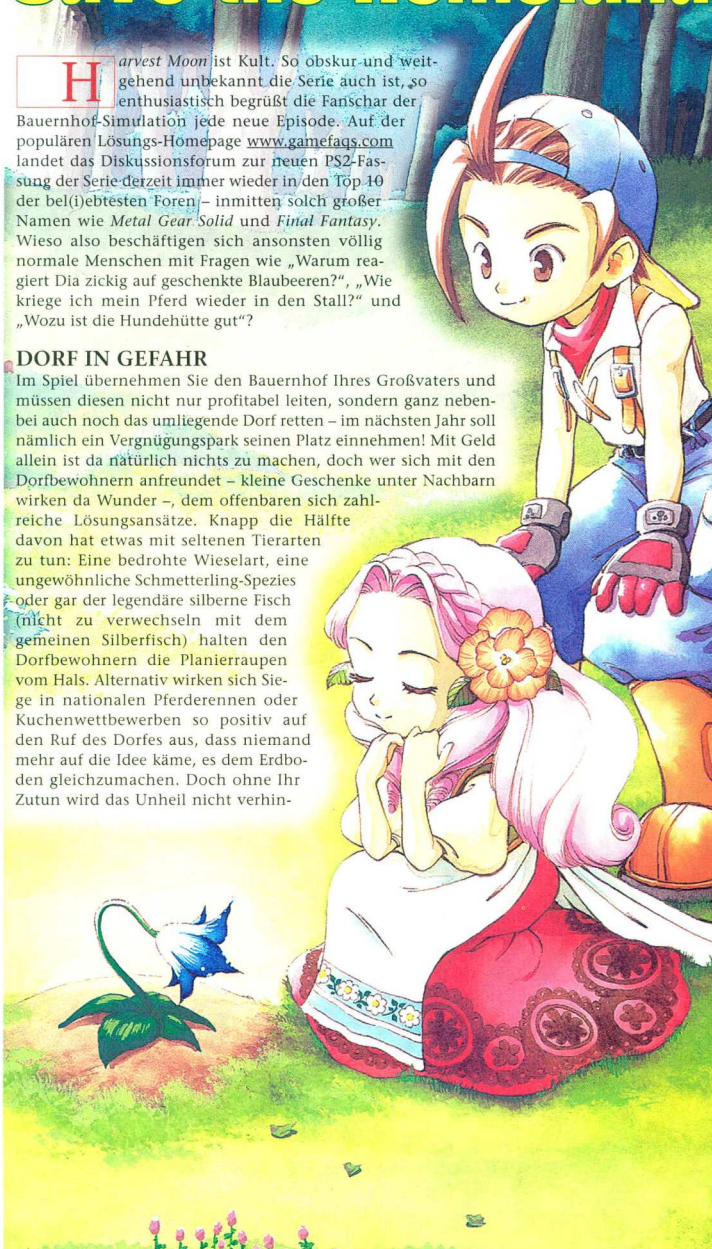 Save the Homeland
Harvest Moon ist Kult. So obskur und weit-
gehend unbekannt die Serie auch ist, so
enthusiastisch begrüßt die Fanschar der
Bauernhof-Simulation jede neue Episode. Auf der
populären Lösungs-Homepage www.gamefaqs.com
landet das Diskussionsforum zur neuen PS2-Fas-
sung der Serie derzeit immer wieder in den Top 10
der bel(i)ebtesten Foren – inmitten solch großer
Namen wie Metal Gear Solid und Final Fantasy.
Wieso also beschäftigen sich ansonsten völlig
normale Menschen mit Fragen wie „Warum rea-
giert Dia zickig auf geschenkte Blaubeeren?“, „Wie
kriege ich mein Pferd wieder in den Stall?“ und
„Wozu ist die Hundehütte gut“?
DORF IN GEFAHR
Im Spiel übernehmen Sie den Bauernhof Ihres Großvaters und
müssen diesen nicht nur profitabel leiten, sondern ganz neben-
bei auch noch das umliegende Dorf retten – im nächsten Jahr soll
nämlich ein Vergnügungspark seinen Platz einnehmen! Mit Geld
allein ist da natürlich nichts zu machen, doch wer sich mit den
Dorfbewohnern anfreundet – kleine Geschenke unter Nachbarn
wirken da Wunder –, dem offenbaren sich zahl-
reiche Lösungsansätze. Knapp die Hälfte
davon hat etwas mit seltenen Tierarten
zu tun: Eine bedrohte Wieselart, eine
ungewöhnliche Schmetterling-Spezies
oder gar der legendäre silberne Fisch
(nicht zu verwechseln mit dem
gemeinen Silberfisch) halten den
Dorfbewohnern die Planierraupen
vom Hals. Alternativ wirken sich Sie-
ge in nationalen Pferderennen oder
Kuchenwettbewerben so positiv auf
den Ruf des Dorfes aus, dass niemand
mehr auf die Idee käme, es dem Erdbo-
den gleichzumachen. Doch ohne Ihr
Zutun wird das Unheil nicht verhin-